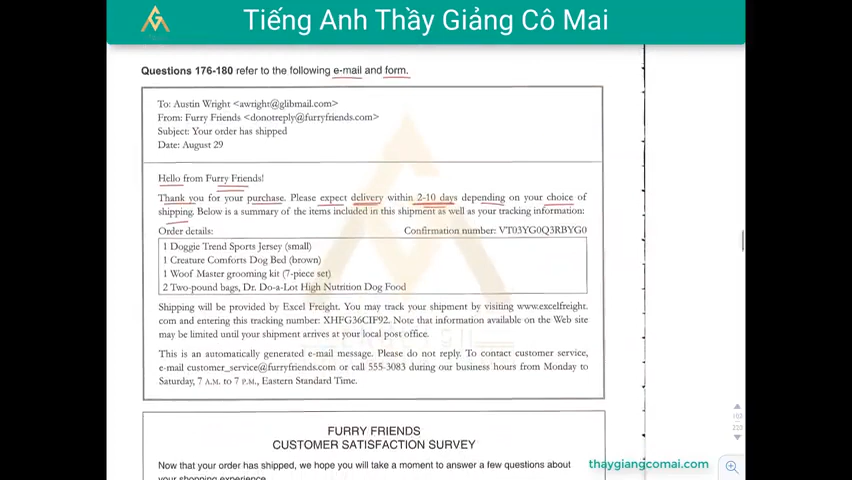 Tiếng Anh Thầy Giảng Cô Mai
Questions 176-180 refer to the following e-mail and form.
To: Austin Wright <awright@glibmail.com>
From: Furry Friends <donotreply@furryfriends.com>
Subject: Your order has shipped
Date: August 29
Hello from Furry Friends!
Thank you for your purchase. Please expect delivery within 2-10 days depending on your choice of
shipping. Below is a summary of the items included in this shipment as well as your tracking information:
Order details: Confirmation number: VT03YG0Q3RBYG0
1 Doggie Trend Sports Jersey (small)
1 Creature Comforts Dog Bed (brown)
1 Woof Master grooming kit (7-piece set)
2 Two-pound bags, Dr. Do-a-Lot High Nutrition Dog Food
Shipping will be provided by Excel Freight. You may track your shipment by visiting www.excelfreight.
com and entering this tracking number: XHFG36CIF92. Note that information available on the Web site
may be limited until your shipment arrives at your local post office.
This is an automatically generated e-mail message. Please do not reply. To contact customer service,
e-mail customer_service@furryfriends.com or call 555-3083 during our business hours from Monday to
Saturday, 7 A.M. to 7 P.M., Eastern Standard Time.
FURRY FRIENDS
CUSTOMER SATISFACTION SURVEY
Now that your order has shipped, we hope you will take a moment to answer a few questions about
your shopping experience.
thaygiangcomai.com